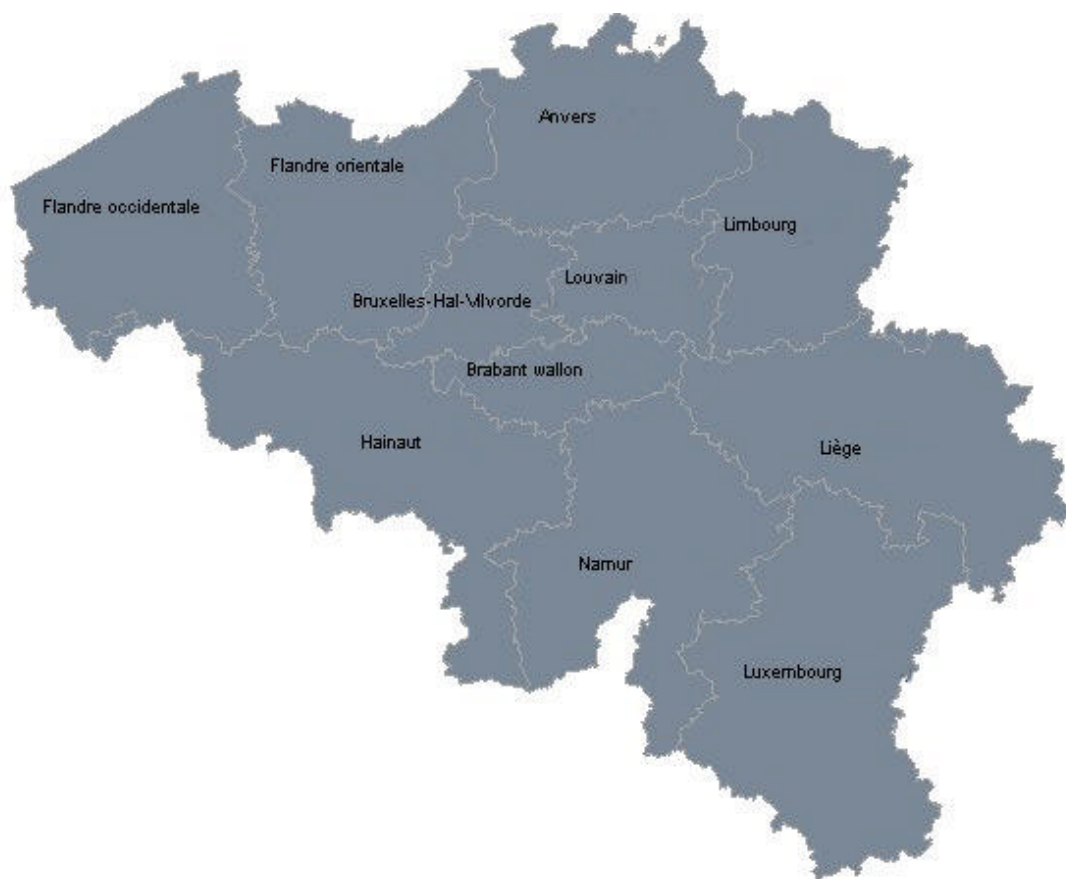 Anvers
Flandre orientale
Flandre occidentale
Limbourg
Louvain
Bruxelles-Hal-Vilvorde
Brabant wallon
Hainaut
Liège
Namur
Luxembourg